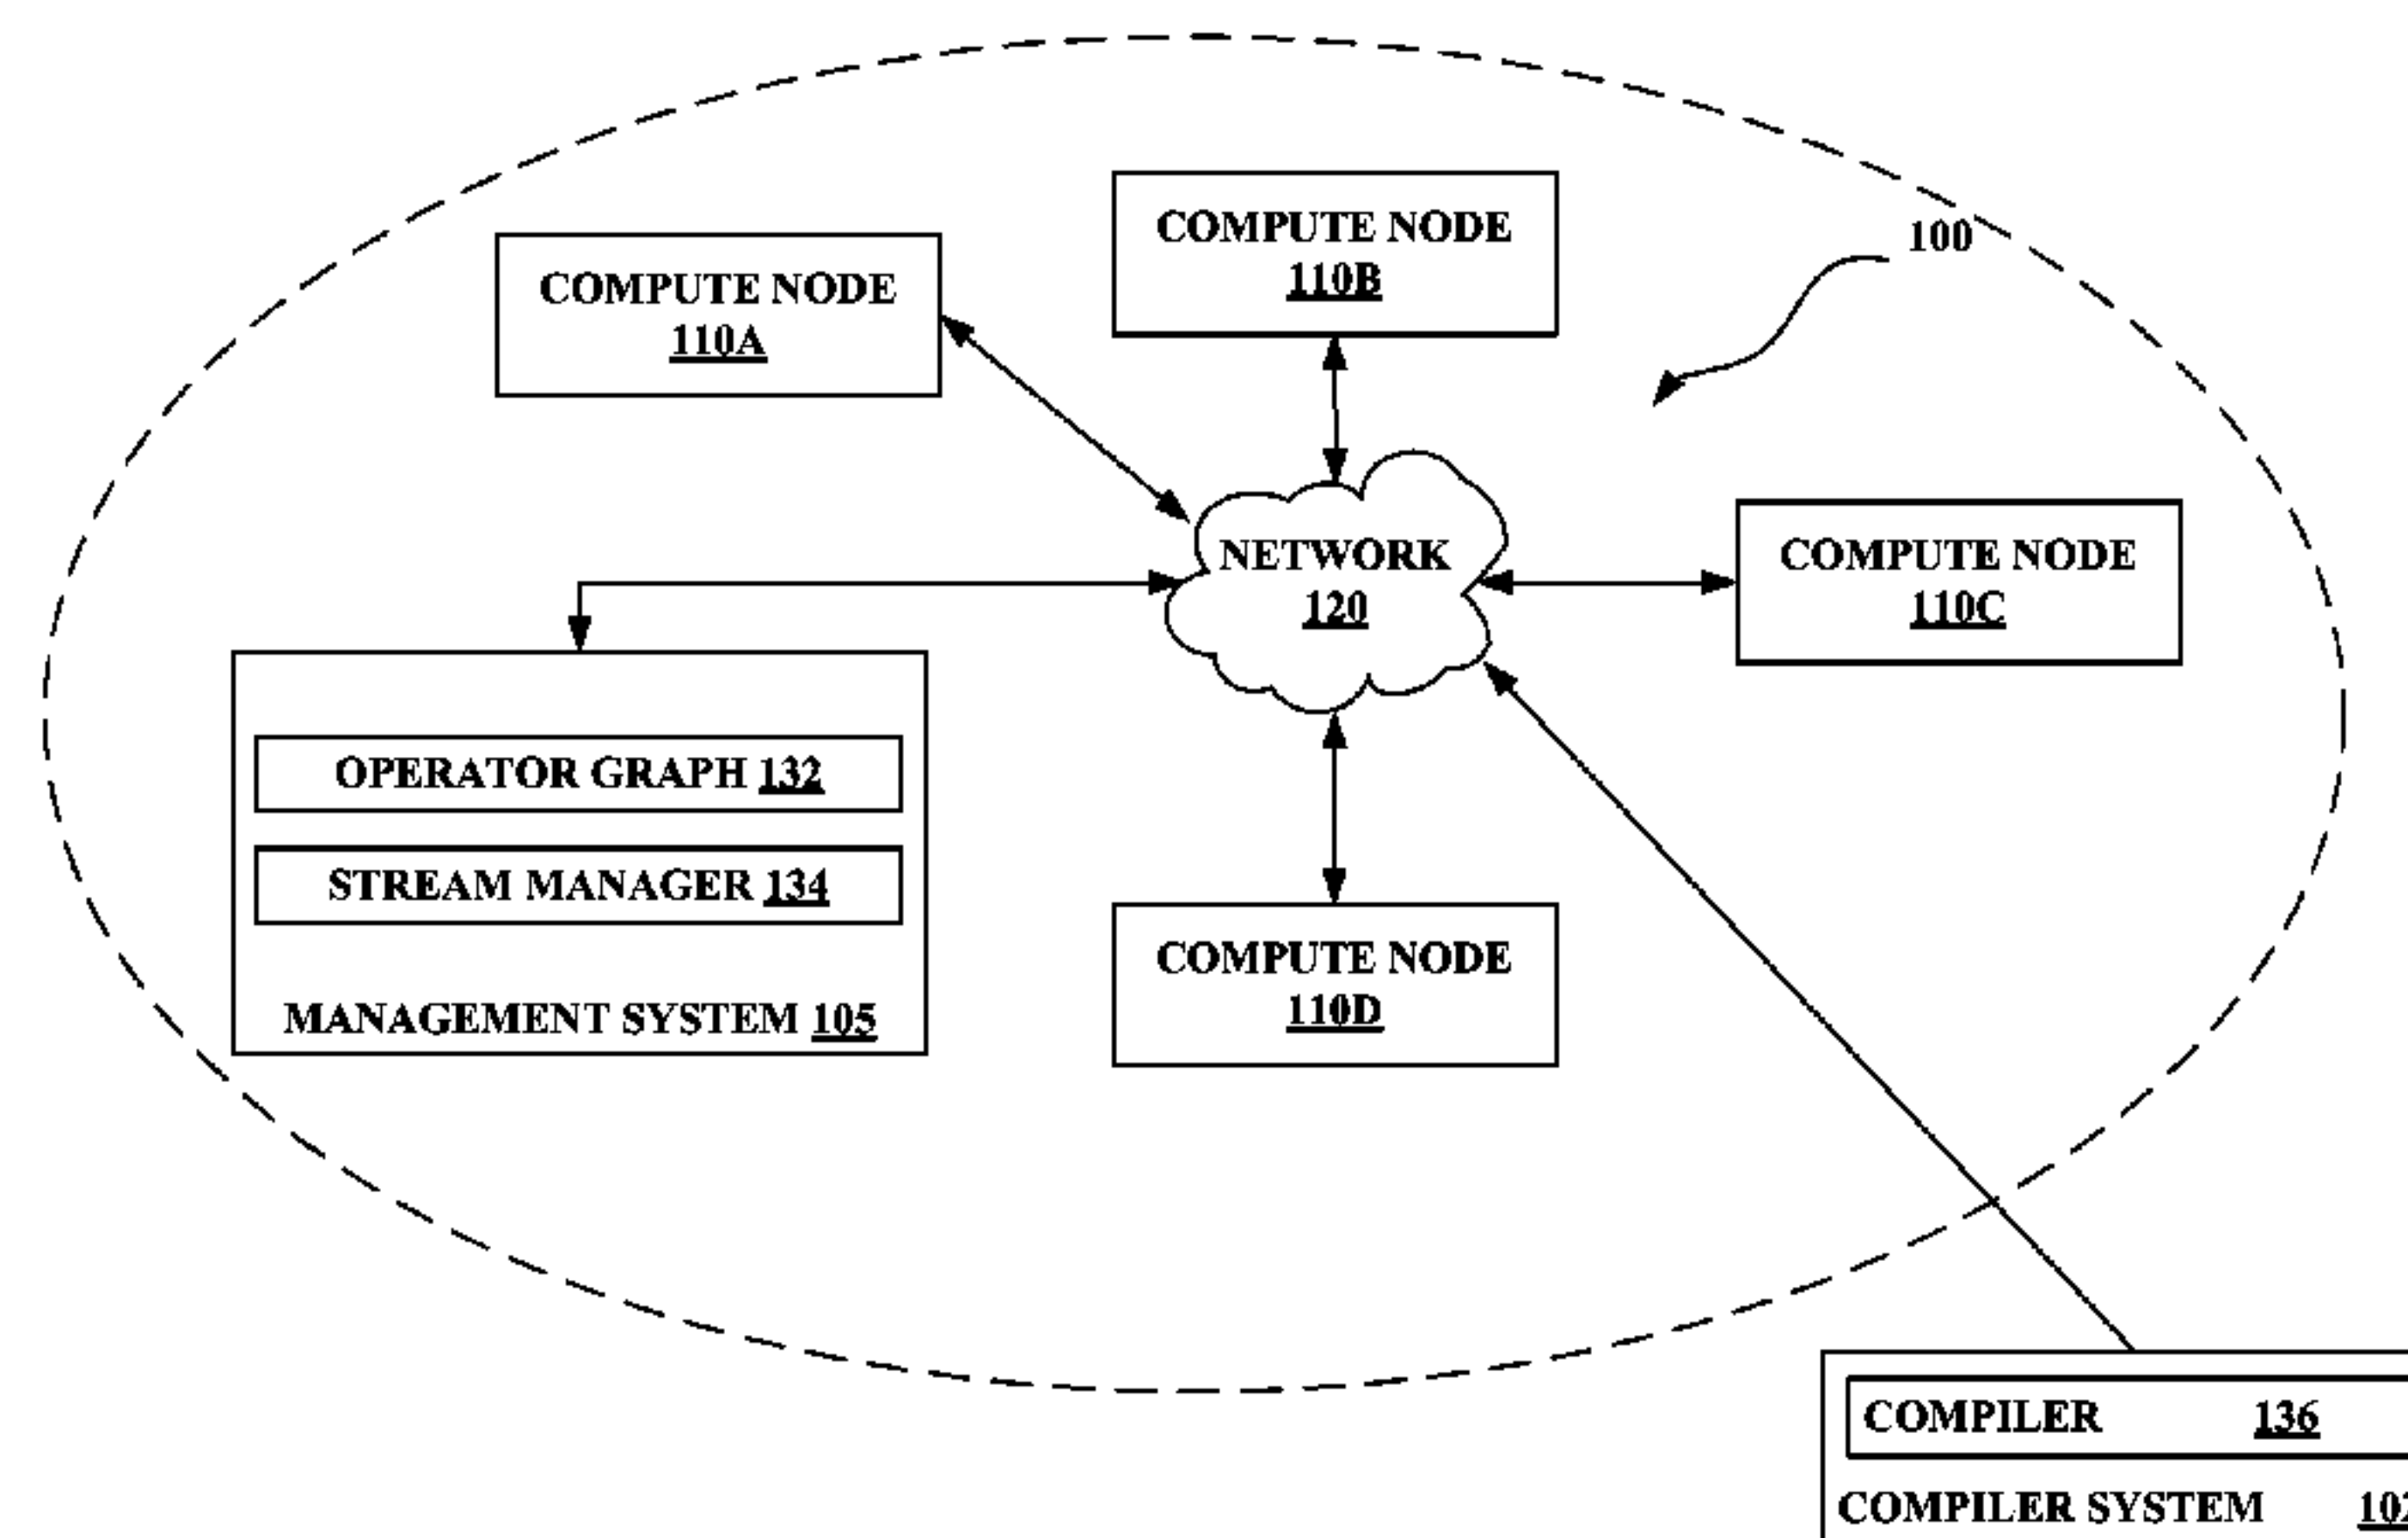 COMPUTE NODE
110B
100
COMPUTE NODE
110A
NETWORK
120
COMPUTE NODE
110C
OPERATOR GRAPH 132
STREAM MANAGER 134
MANAGEMENT SYSTEM 105
COMPUTE NODE
110D
COMPILER 136
COMPILER SYSTEM